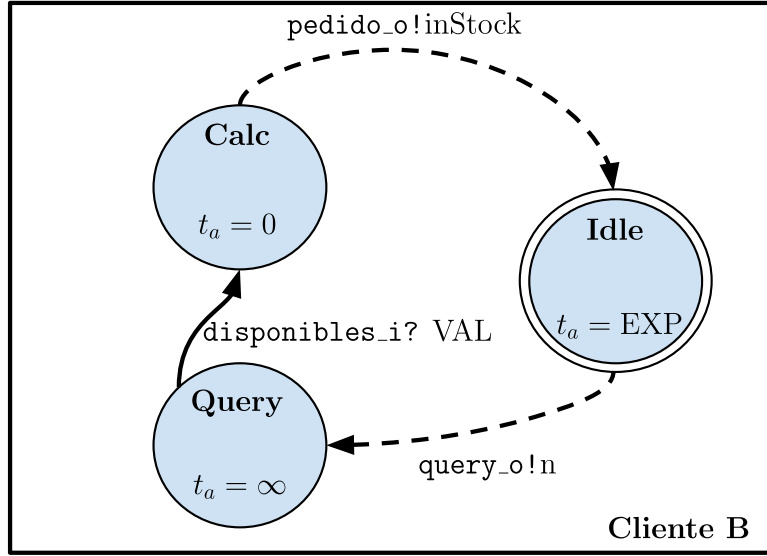 pedido_o!inStock
Calc
t_a = 0
Idle
t_a = EXP
disponibles_i? VAL
Query
t_a = ∞
query_o!n
Cliente B